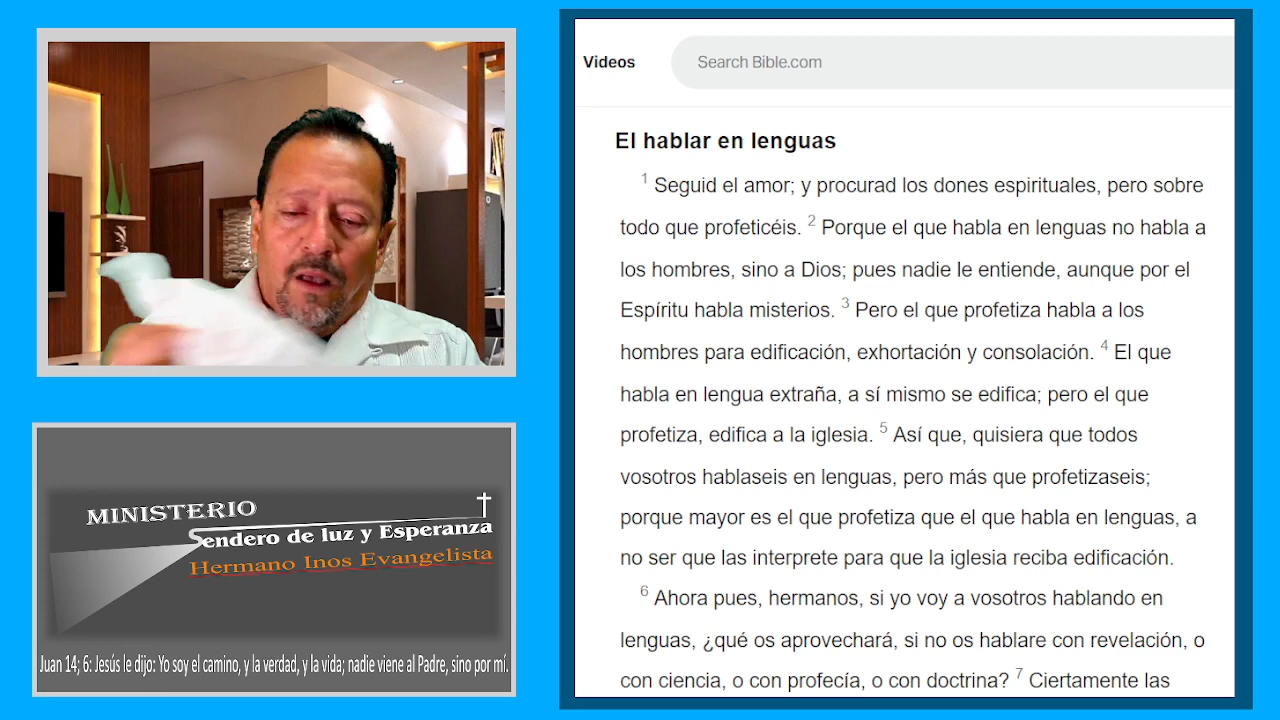 Videos
Search Bible.com
El hablar en lenguas
1 Seguid el amor; y procurad los dones espirituales, pero sobre
todo que profeticéis. 2 Porque el que habla en lenguas no habla a
los hombres, sino a Dios; pues nadie le entiende, aunque por el
Espíritu habla misterios. 3 Pero el que profetiza habla a los
hombres para edificación, exhortación y consolación. 4 El que
habla en lengua extraña, a sí mismo se edifica; pero el que
profetiza, edifica a la iglesia. 5 Así que, quisiera que todos
vosotros hablaseis en lenguas, pero más que profetizaseis;
porque mayor es el que profetiza que el que habla en lenguas, a
no ser que las interprete para que la iglesia reciba edificación.
6 Ahora pues, hermanos, si yo voy a vosotros hablando en
lenguas, ¿qué os aprovechará, si no os hablare con revelación, o
con ciencia, o con profecía, o con doctrina? 7 Ciertamente las
MINISTERIO
Sendero de luz y Esperanza
Hermano Inos Evangelista
Juan 14; 6: Jesús le dijo: Yo soy el camino, y la verdad, y la vida; nadie viene al Padre, sino por mí.